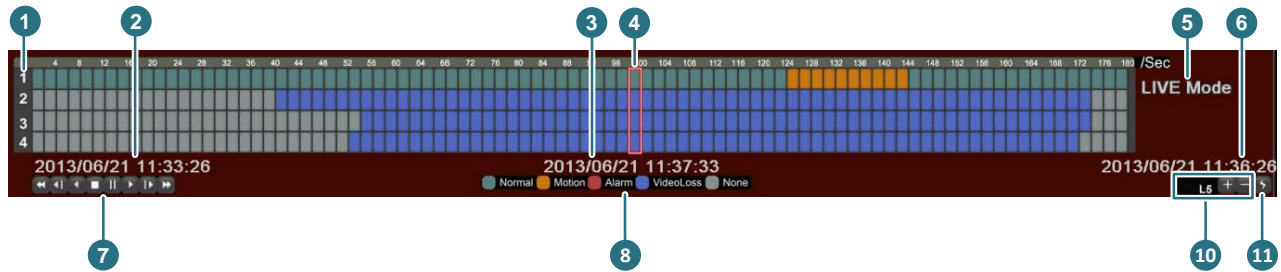 1 2 3 4 5 6
4 8 12 16 20 24 28 32 36 40 44 48 52 56 60 64 68 72 76 80 84 88 96 00 104 108 112 116 120 124 128 132 136 140 144 148 152 156 160 164 168 172 176 180 /Sec
1
LIVE Mode
2
3
4
2013/06/21 11:33:26 2013/06/21 11:37:33 2013/06/21 11:36:26
Normal Motion Alarm VideoLoss None
L5 + −
7 8 10 11